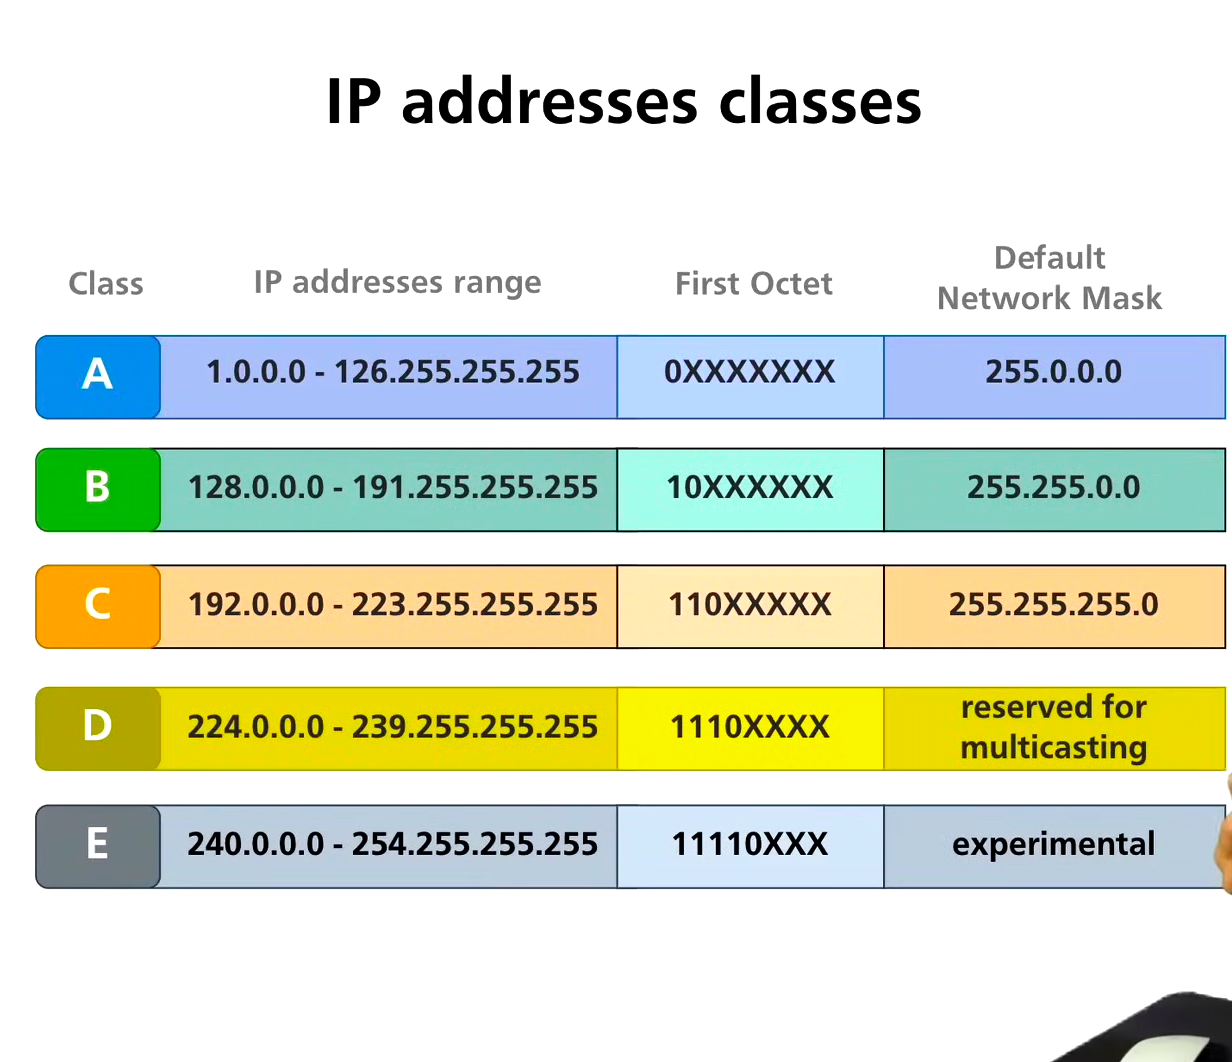 IP addresses classes
Class IP addresses range First Octet Default
Network Mask
A 1.0.0.0 - 126.255.255.255 0XXXXXXX 255.0.0.0
B 128.0.0.0 - 191.255.255.255 10XXXXXX 255.255.0.0
C 192.0.0.0 - 223.255.255.255 110XXXXX 255.255.255.0
D 224.0.0.0 - 239.255.255.255 1110XXXX reserved for
multicasting
E 240.0.0.0 - 254.255.255.255 11110XXX experimental